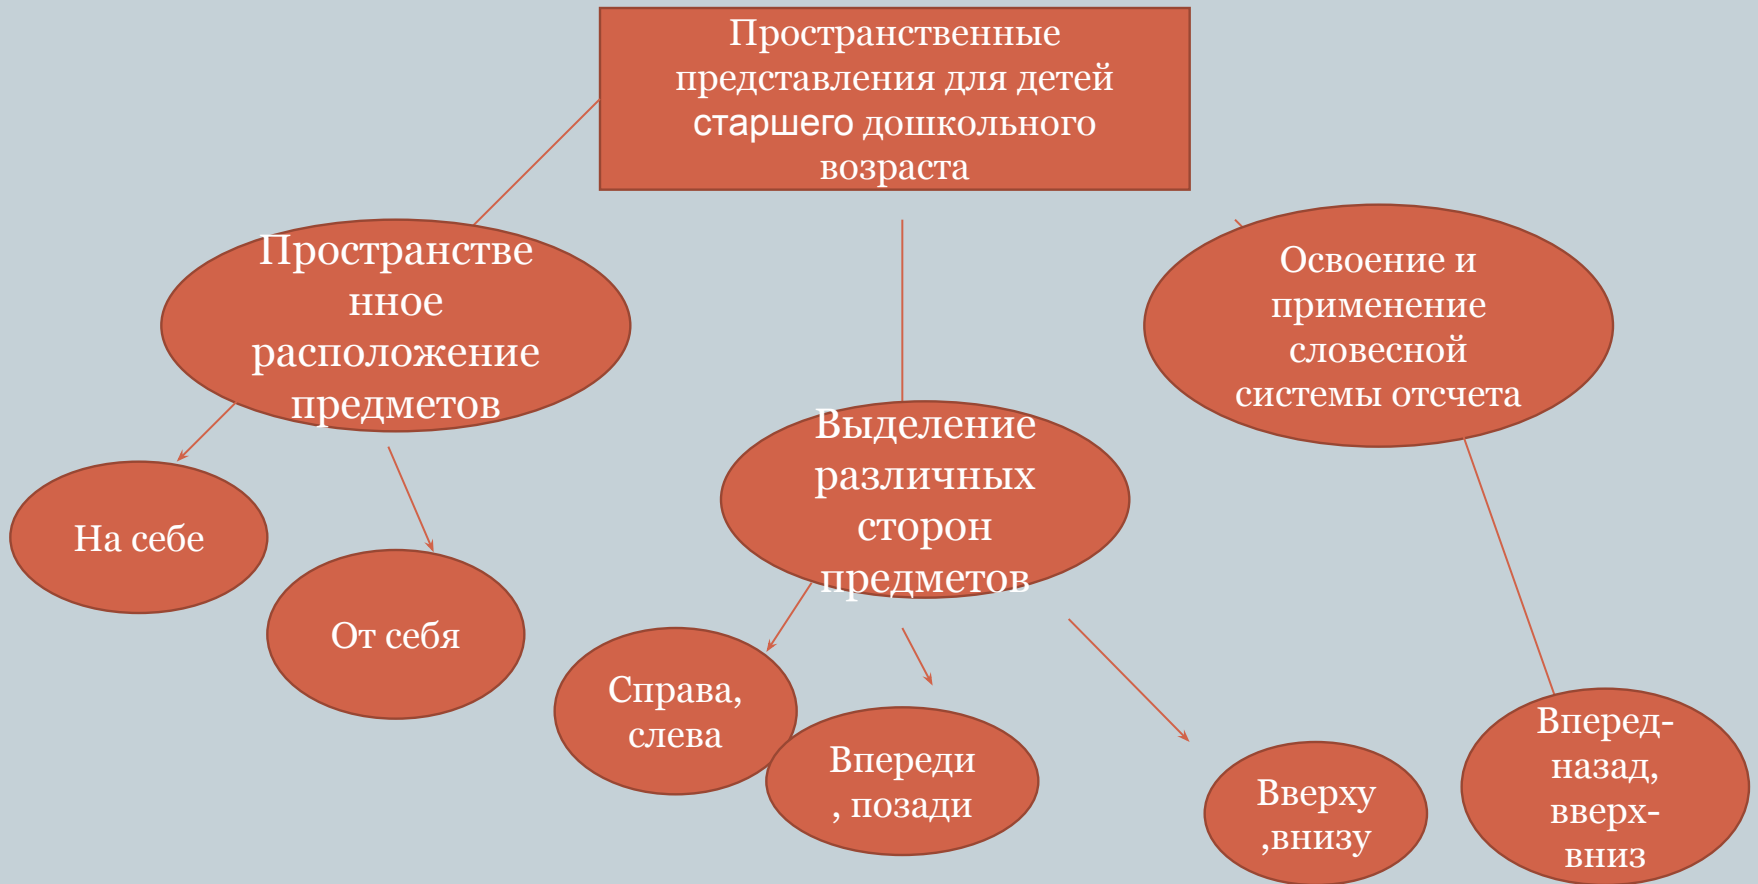 Пространственные
представления для детей
старшего дошкольного
возраста
Пространстве
нное
расположение
предметов
Освоение и
применение
словесной
системы отсчета
Выделение
различных
сторон
предметов
На себе
От себя
Справа,
слева
Впереди
, позади
Вверху
,внизу
Вперед-
назад,
вверх-
вниз